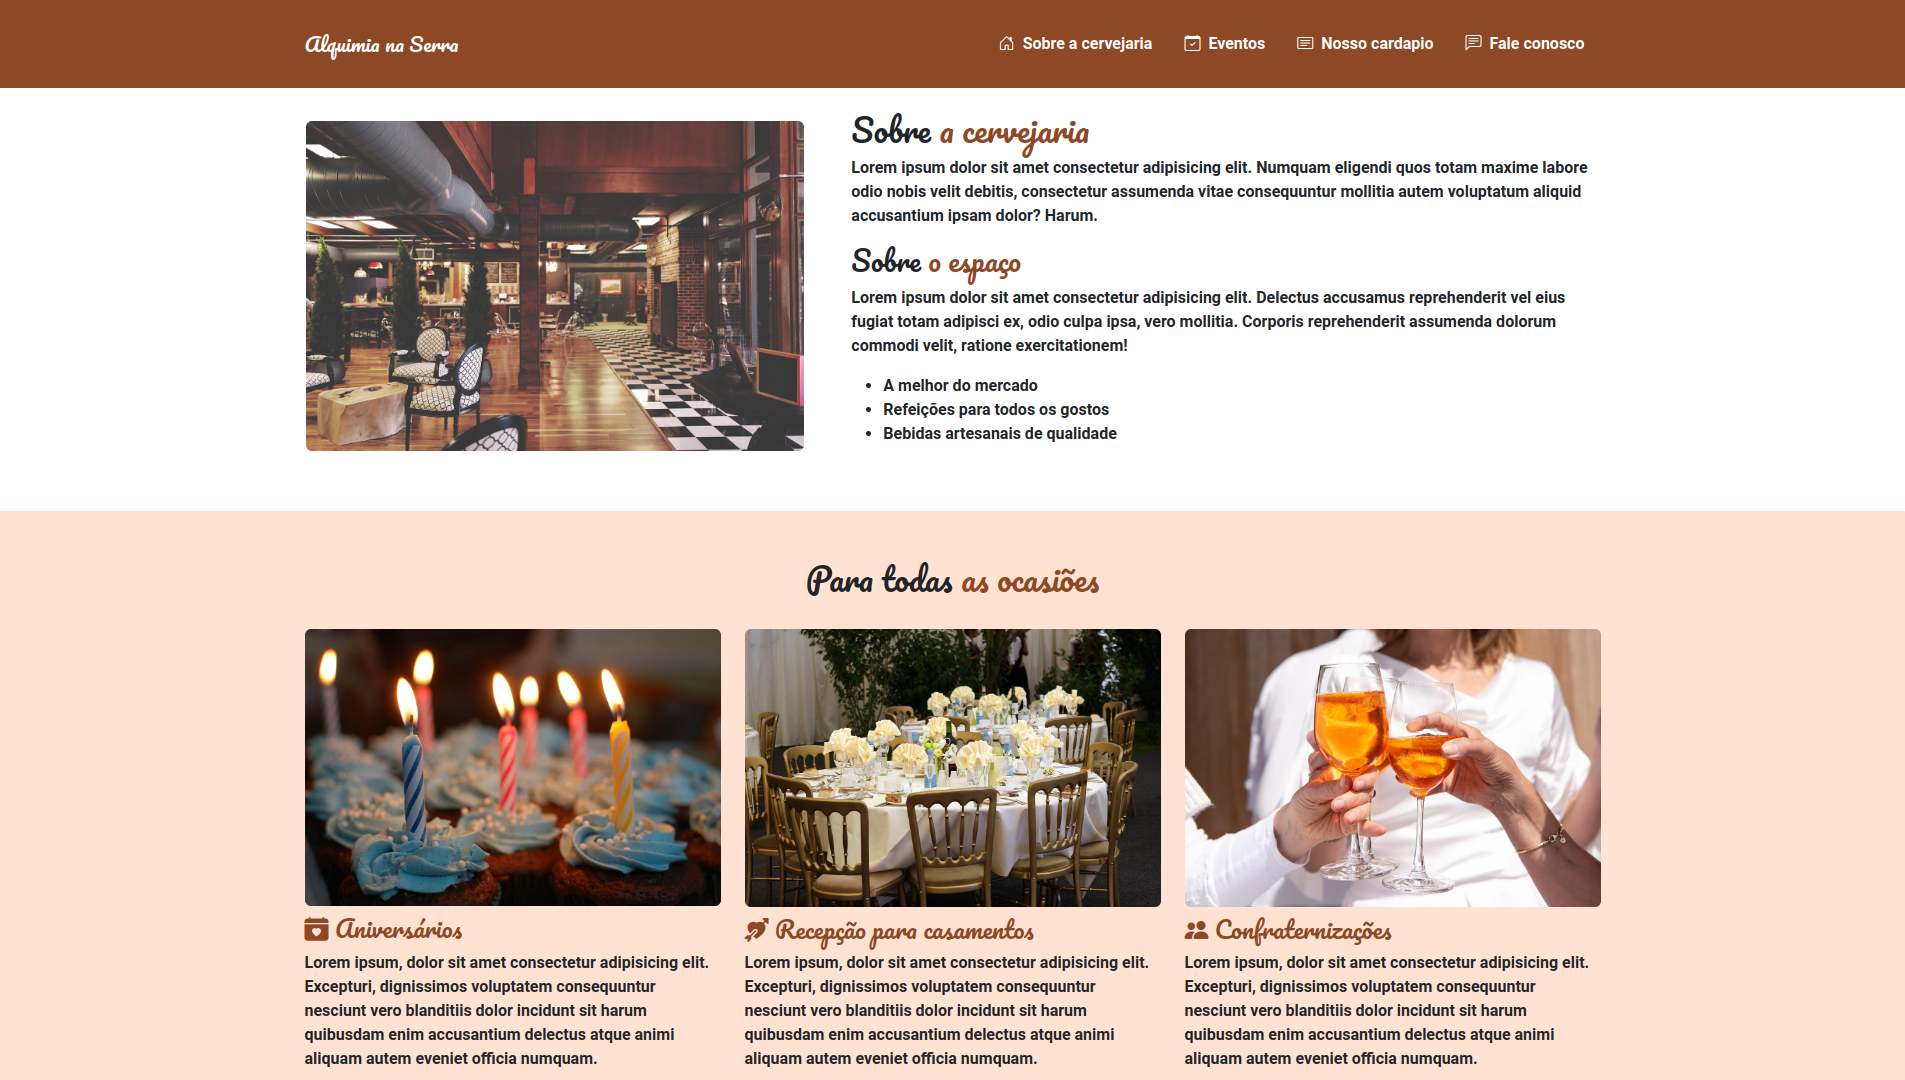 Alquimia na Serra
Sobre a cervejaria
Eventos
Nosso cardapio
Fale conosco
Sobre a cervejaria
Lorem ipsum dolor sit amet consectetur adipisicing elit. Numquam eligendi quos totam maxime labore
odio nobis velit debitis, consectetur assumenda vitae consequuntur mollitia autem voluptatum aliquid
accusantium ipsam dolor? Harum.
Sobre o espaço
Lorem ipsum dolor sit amet consectetur adipisicing elit. Delectus accusamus reprehenderit vel eius
fugiat totam adipisci ex, odio culpa ipsa, vero mollitia. Corporis reprehenderit assumenda dolorum
commodi velit, ratione exercitationem!
• A melhor do mercado
• Refeições para todos os gostos
• Bebidas artesanais de qualidade
Para todas as ocasiões
Aniversários
Lorem ipsum, dolor sit amet consectetur adipisicing elit.
Excepturi, dignissimos voluptatem consequuntur
nesciunt vero blanditiis dolor incidunt sit harum
quibusdam enim accusantium delectus atque animi
aliquam autem eveniet officia numquam.
Recepção para casamentos
Lorem ipsum, dolor sit amet consectetur adipisicing elit.
Excepturi, dignissimos voluptatem consequuntur
nesciunt vero blanditiis dolor incidunt sit harum
quibusdam enim accusantium delectus atque animi
aliquam autem eveniet officia numquam.
Confraternizações
Lorem ipsum, dolor sit amet consectetur adipisicing elit.
Excepturi, dignissimos voluptatem consequuntur
nesciunt vero blanditiis dolor incidunt sit harum
quibusdam enim accusantium delectus atque animi
aliquam autem eveniet officia numquam.